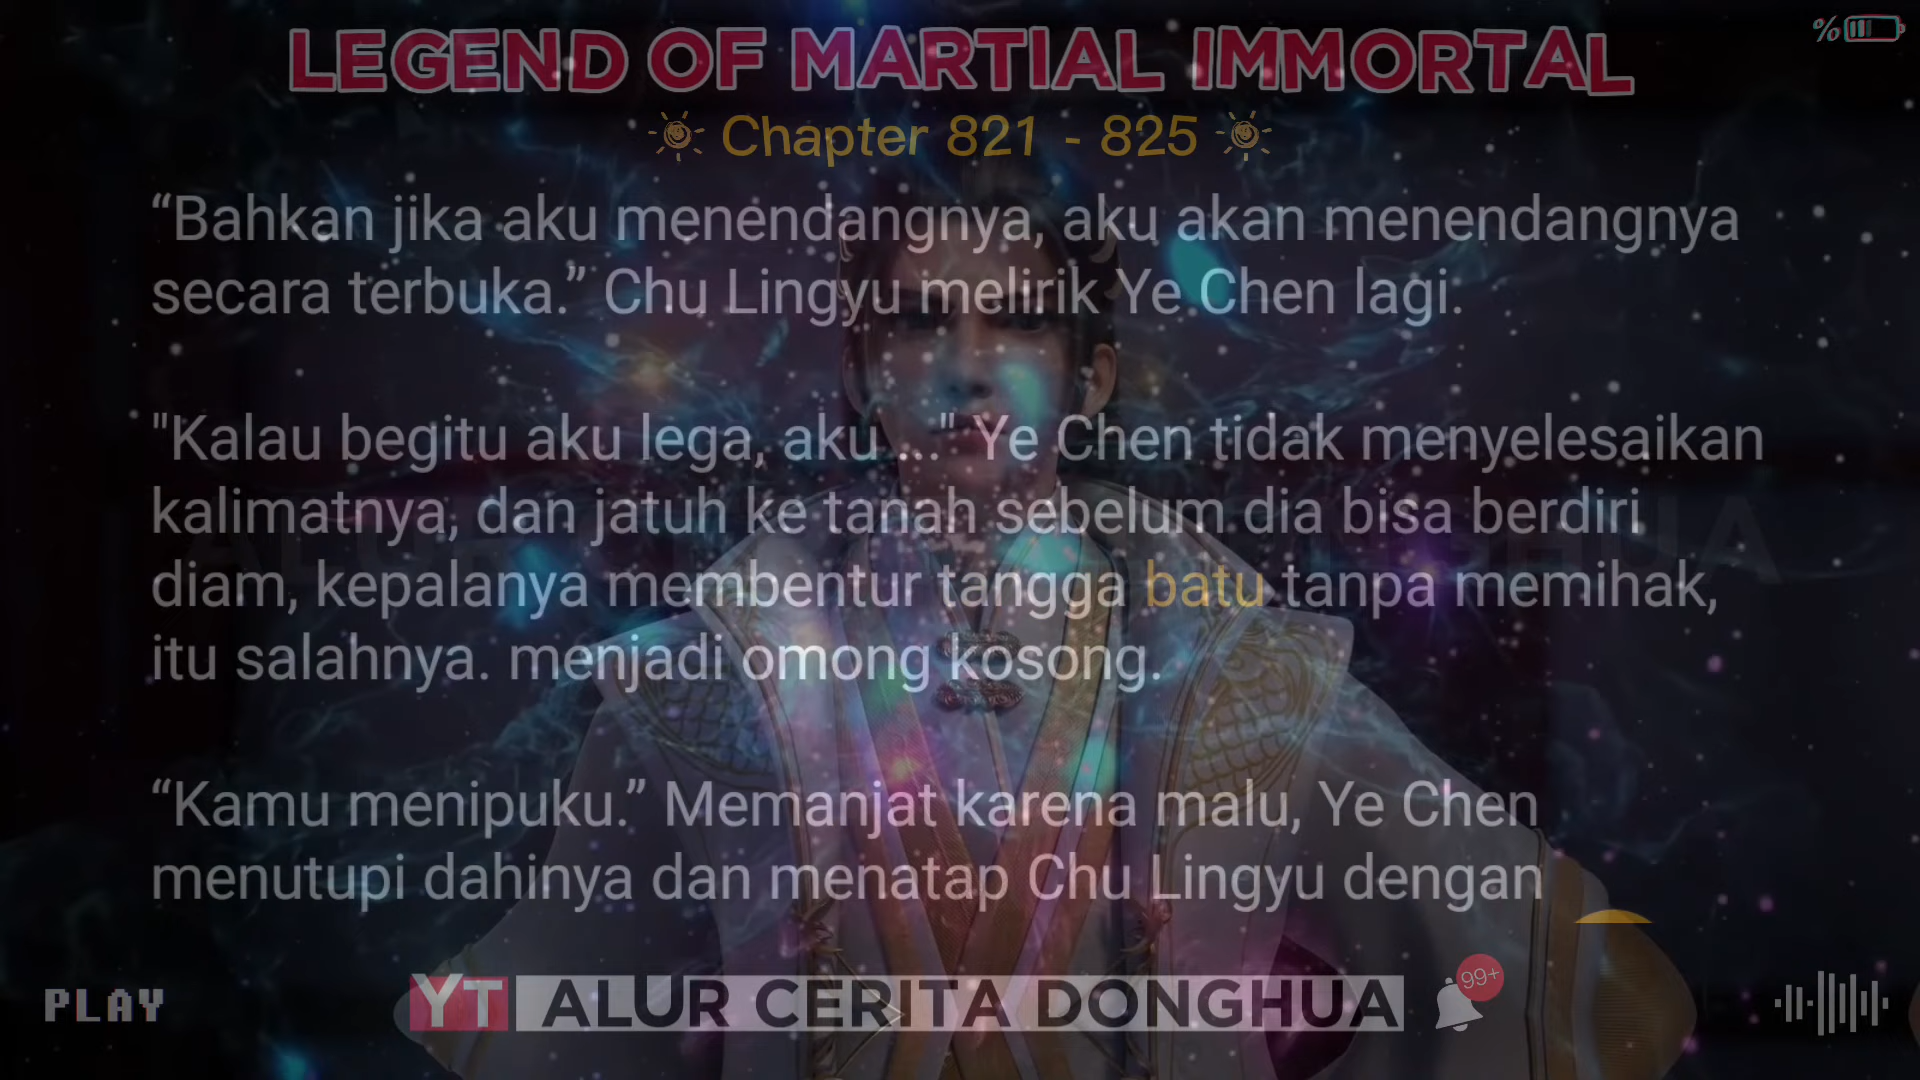 %
LEGEND OF MARTIAL IMMORTAL
Chapter 821 - 825
“Bahkan jika aku menendangnya, aku akan menendangnya
secara terbuka.” Chu Lingyu melirik Ye Chen lagi.
"Kalau begitu aku lega, aku ..." Ye Chen tidak menyelesaikan
kalimatnya, dan jatuh ke tanah sebelum dia bisa berdiri
diam, kepalanya membentur tangga batu tanpa memihak,
itu salahnya. menjadi omong kosong.
“Kamu menipuku.” Memanjat karena malu, Ye Chen
menutupi dahinya dan menatap Chu Lingyu dengan
PLAY
YT ALUR CERITA DONGHUA
99+